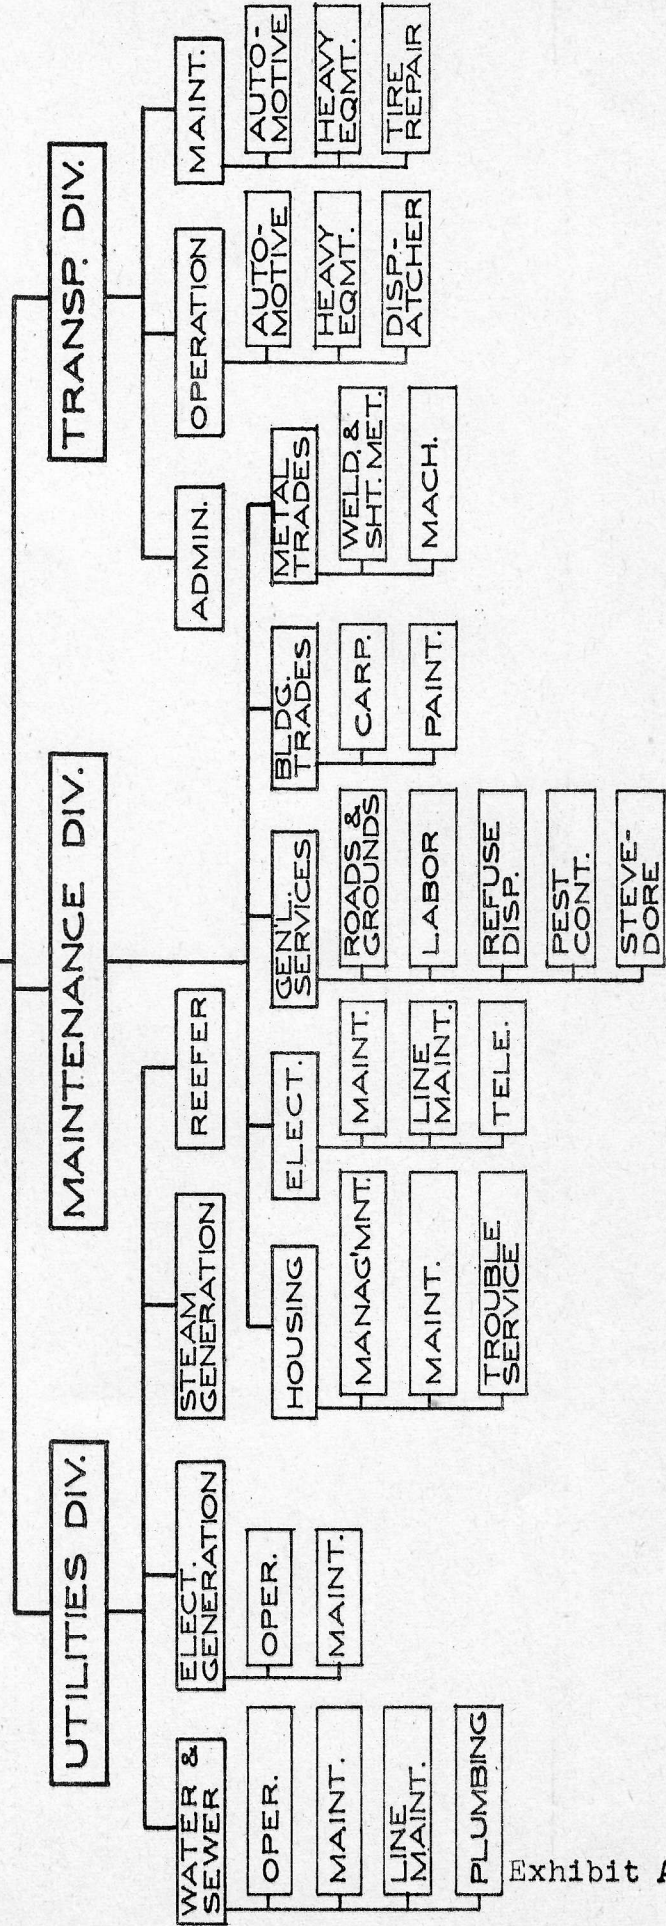 UTILITIES DIV.
MAINTENANCE DIV.
TRANSP. DIV.
WATER &
SEWER
OPER.
MAINT.
LINE
MAINT.
PLUMBING
ELECT.
GENERATION
OPER.
MAINT.
STEAM
GENERATION
REEFER
HOUSING
MANAG'MNT.
MAINT.
TROUBLE
SERVICE
ELECT.
MAINT.
LINE
MAINT.
TELE.
GEN'L.
SERVICES
ROADS &
GROUNDS
LABOR
REFUSE
DISP.
PEST
CONT.
STEVE-
DORE
BLDG.
TRADES
CARP.
PAINT.
METAL
TRADES
WELD. &
SHT. MET.
MACH.
ADMIN.
OPERATION
AUTO-
MOTIVE
HEAVY
EQMT.
DISP-
ATCHER
MAINT.
AUTO-
MOTIVE
HEAVY
EQMT.
TIRE
REPAIR
Exhibit A